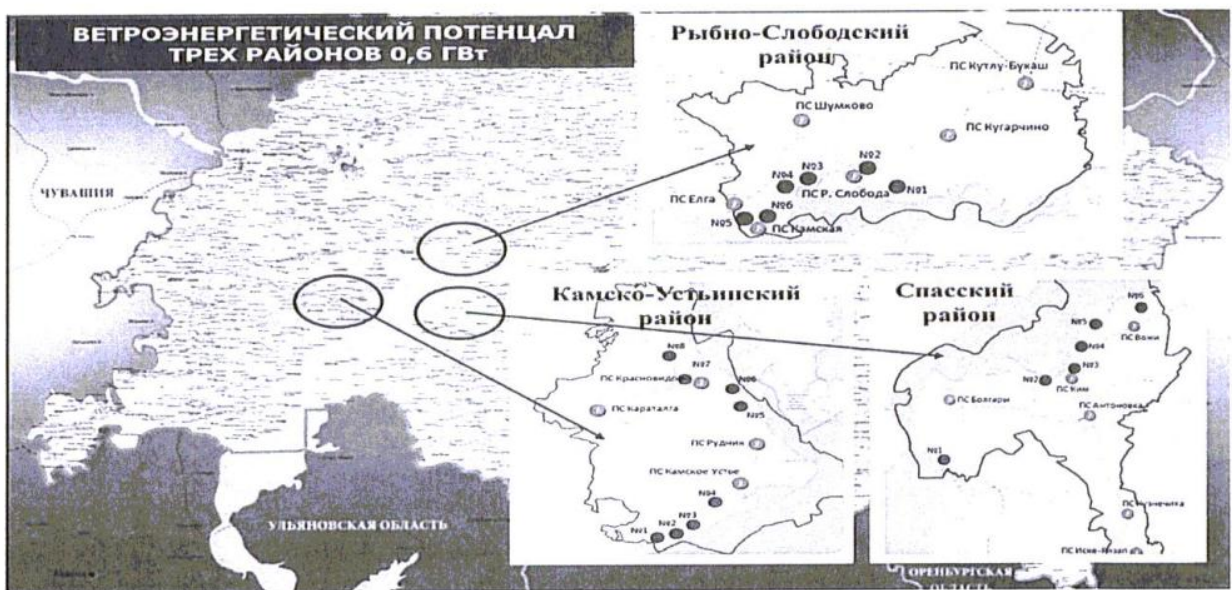 ВЕТРОЭНЕРГЕТИЧЕСКИЙ ПОТЕНЦАЛ
ТРЕХ РАЙОНОВ 0,6 ГВт
ЧУВАШИЯ
УЛЬЯНОВСКАЯ ОБЛАСТЬ
ОРЕНБУРГСКАЯ
ОБЛАСТЬ
Рыбно-Слободский
район
ПС Кутлу-Букаш
ПС Шумково
ПС Кугарчино
№2
№3
№4
ПС Р. Слобода
№1
ПС Елга
№6
№5
ПС Камская
Камско-Устьинский
район
№8
№7
ПС Красновидо
№6
ПС Караталга
№5
ПС Рудник
ПС Камское Устье
№4
№3
№2
№1
Спасский
район
№6
№5
ПС Вожи
№4
№3
№2
ПС Ким
ПС Болгари
ПС Антоновка
№1